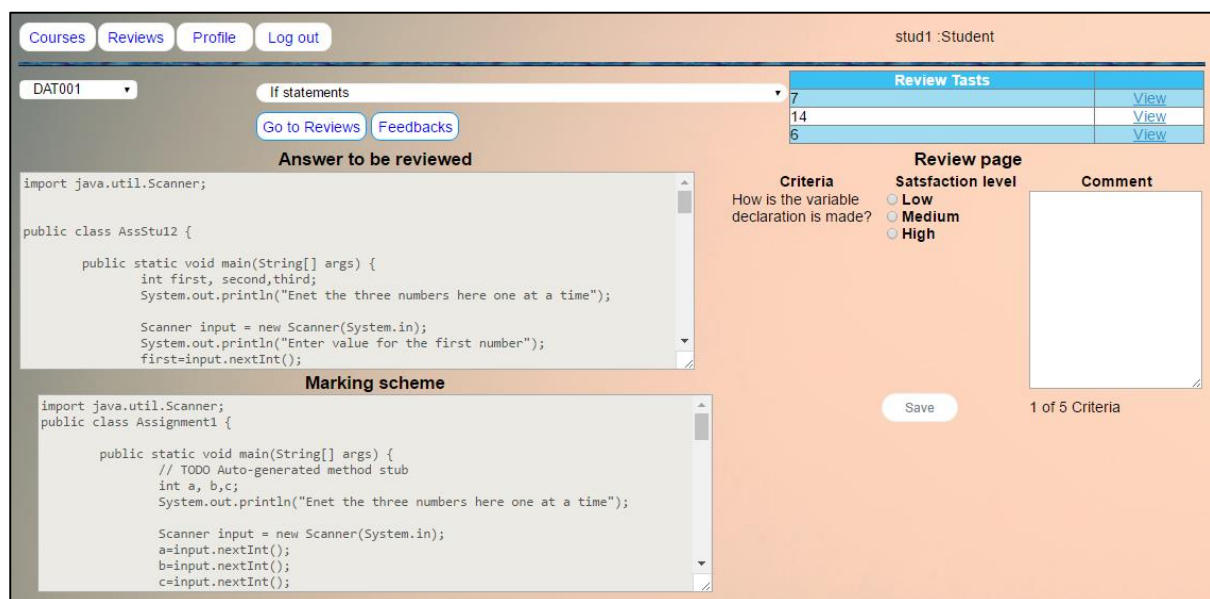 Courses Reviews Profile Log out stud1 :Student
DAT001 If statements
Go to Reviews Feedbacks
Review Tasts
7 View
14 View
6 View
Answer to be reviewed
import java.util.Scanner;
public class AssStu12 {
public static void main(String[] args) {
int first, second,third;
System.out.println("Enet the three numbers here one at a time");
Scanner input = new Scanner(System.in);
System.out.println("Enter value for the first number");
first=input.nextInt();
Marking scheme
import java.util.Scanner;
public class Assignment1 {
public static void main(String[] args) {
// TODO Auto-generated method stub
int a, b,c;
System.out.println("Enet the three numbers here one at a time");
Scanner input = new Scanner(System.in);
a=input.nextInt();
b=input.nextInt();
c=input.nextInt();
Review page
Criteria Satsfaction level Comment
How is the variable
declaration is made?
Low
Medium
High
Save 1 of 5 Criteria